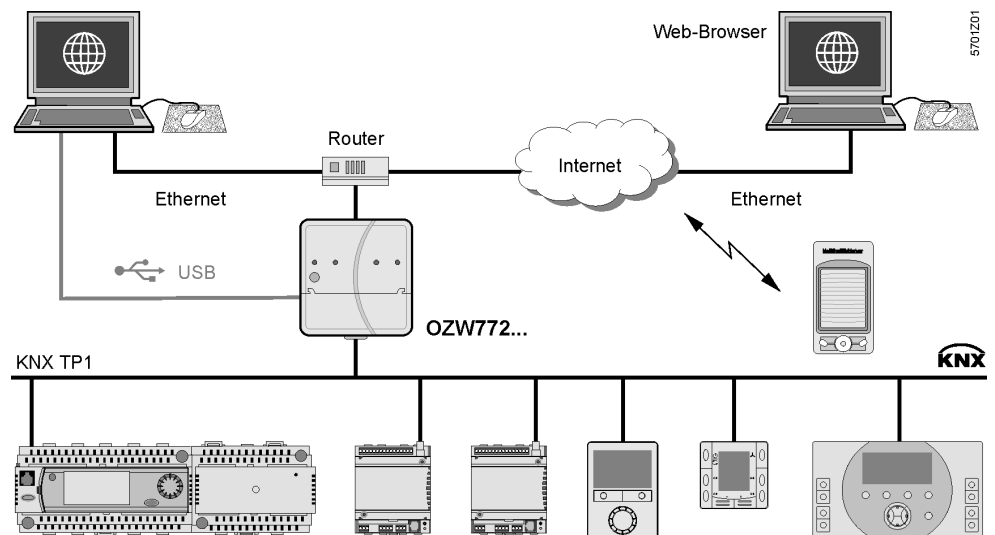 Web-Browser
5701Z01
Router
Internet
Ethernet
Ethernet
USB
OZW772...
KNX TP1
KNX